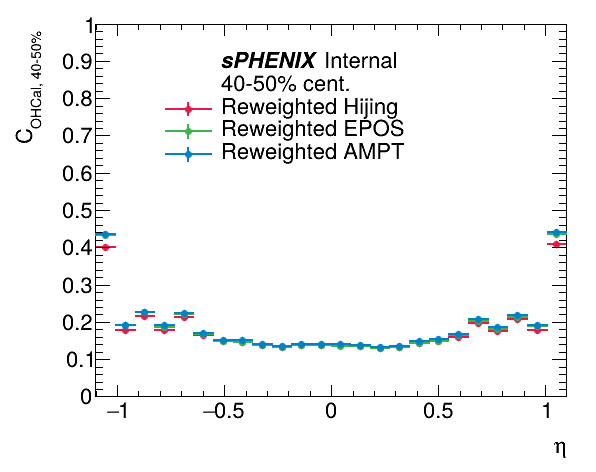 1
0.9
0.8
0.7
0.6
0.5
0.4
0.3
0.2
0.1
0
C_OHCal, 40-50%
sPHENIX Internal
40-50% cent.
Reweighted Hijing
Reweighted EPOS
Reweighted AMPT
−1 −0.5 0 0.5 1
η